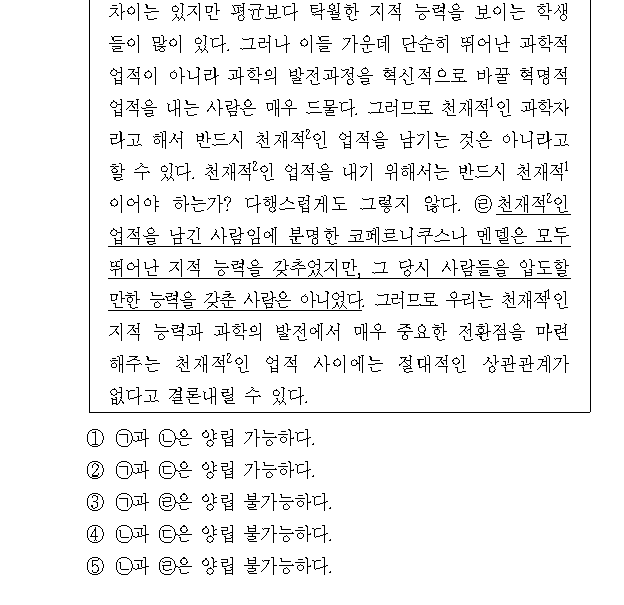 차이는 있지만 평균보다 탁월한 지적 능력을 보이는 학생
들이 많이 있다. 그러나 이들 가운데 단순히 뛰어난 과학적
업적이 아니라 과학의 발전과정을 혁신적으로 바꿀 혁명적
업적을 내는 사람은 매우 드물다. 그러므로 천재적¹인 과학자
라고 해서 반드시 천재적²인 업적을 남기는 것은 아니라고
할 수 있다. 천재적²인 업적을 내기 위해서는 반드시 천재적¹
이어야 하는가? 다행스럽게도 그렇지 않다. ㉣ 천재적²인
업적을 남긴 사람임에 분명한 코페르니쿠스나 멘델은 모두
뛰어난 지적 능력을 갖추었지만, 그 당시 사람들을 압도할
만한 능력을 갖춘 사람은 아니었다. 그러므로 우리는 천재적¹인
지적 능력과 과학의 발전에서 매우 중요한 전환점을 마련
해주는 천재적²인 업적 사이에는 절대적인 상관관계가
없다고 결론내릴 수 있다.
① ㉠과 ㉡은 양립 가능하다.
② ㉠과 ㉢은 양립 가능하다.
③ ㉠과 ㉣은 양립 불가능하다.
④ ㉡과 ㉢은 양립 불가능하다.
⑤ ㉡과 ㉣은 양립 불가능하다.